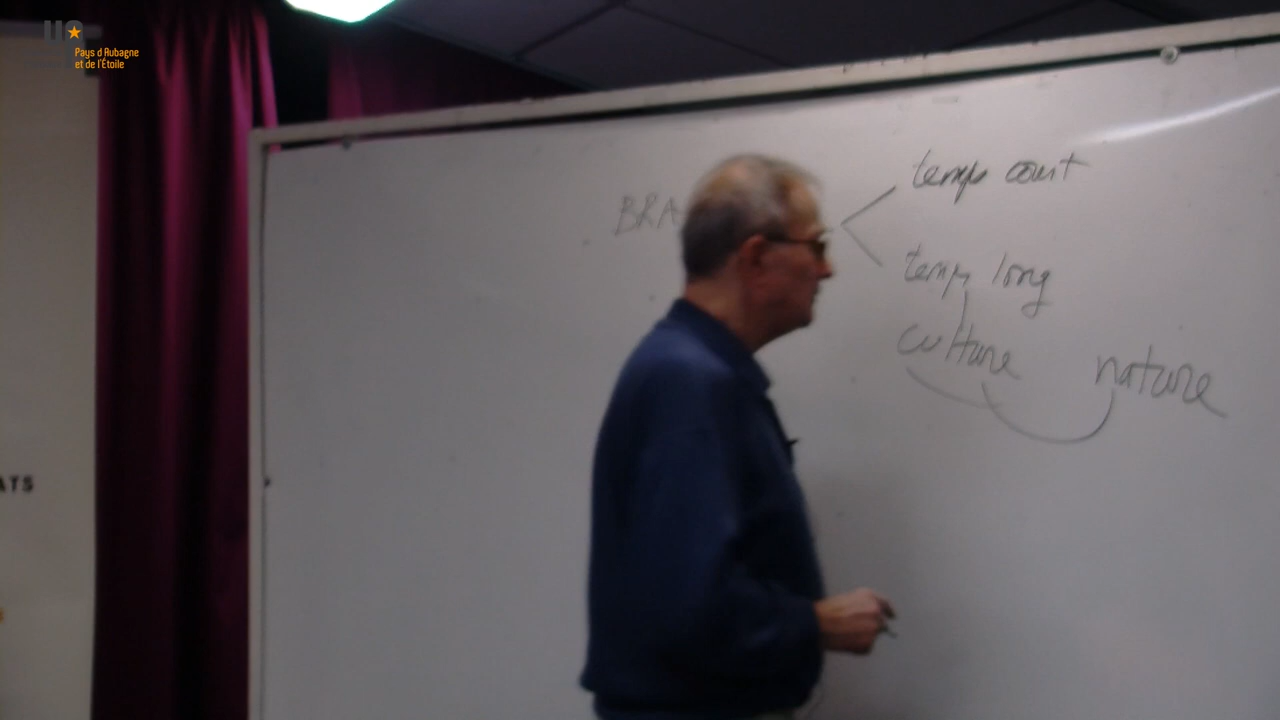 Pays d'Aubagne
et de l'Étoile
BRA
temps court
temps long
culture nature
ATS